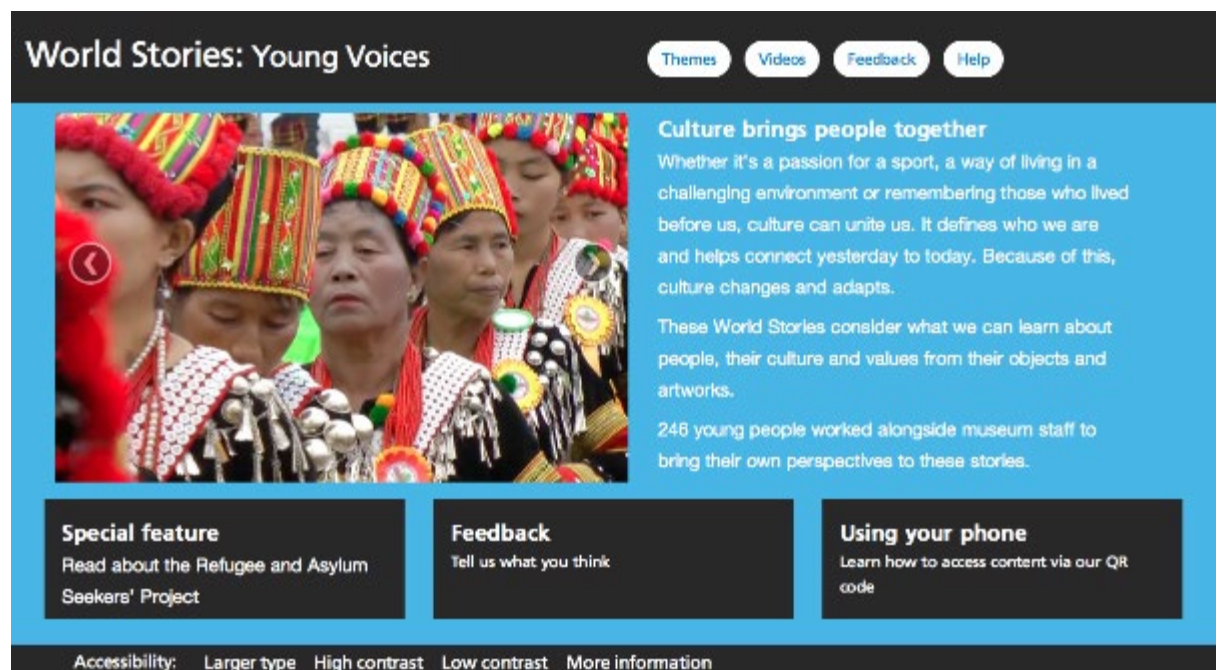 World Stories: Young Voices
Themes
Videos
Feedback
Help
Culture brings people together
Whether it's a passion for a sport, a way of living in a
challenging environment or remembering those who lived
before us, culture can unite us. It defines who we are
and helps connect yesterday to today. Because of this,
culture changes and adapts.
These World Stories consider what we can learn about
people, their culture and values from their objects and
artworks.
246 young people worked alongside museum staff to
bring their own perspectives to these stories.
Special feature
Read about the Refugee and Asylum
Seekers' Project
Feedback
Tell us what you think
Using your phone
Learn how to access content via our QR
code
Accessibility: Larger type High contrast Low contrast More information